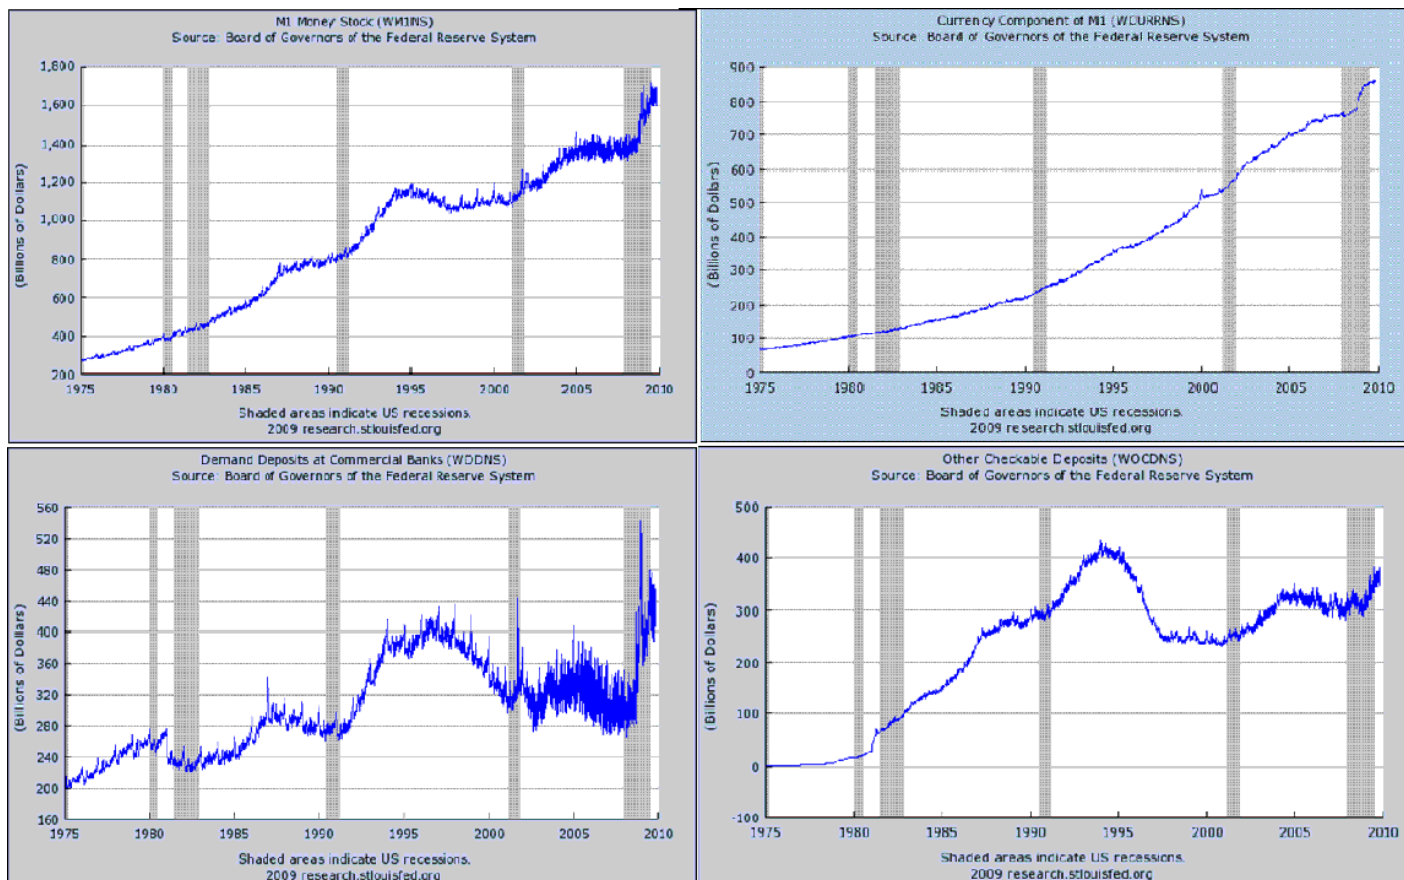 M1 Money Stock (WM1NS)
Source: Board of Governors of the Federal Reserve System
1,800
1,600
1,400
1,200
1,000
800
600
400
200
(Billions of Dollars)
1975 1980 1985 1990 1995 2000 2005 2010
Shaded areas indicate US recessions.
2009 research.stlouisfed.org
Currency Component of M1 (WCURRNS)
Source: Board of Governors of the Federal Reserve System
900
800
700
600
500
400
300
200
100
0
(Billions of Dollars)
1975 1980 1985 1990 1995 2000 2005 2010
Shaded areas indicate US recessions.
2009 research.stlouisfed.org
Demand Deposits at Commercial Banks (WDDNS)
Source: Board of Governors of the Federal Reserve System
560
520
480
440
400
360
320
280
240
200
160
(Billions of Dollars)
1975 1980 1985 1990 1995 2000 2005 2010
Shaded areas indicate US recessions.
2009 research.stlouisfed.org
Other Checkable Deposits (WOCDNS)
Source: Board of Governors of the Federal Reserve System
500
400
300
200
100
0
-100
(Billions of Dollars)
1975 1980 1985 1990 1995 2000 2005 2010
Shaded areas indicate US recessions.
2009 research.stlouisfed.org